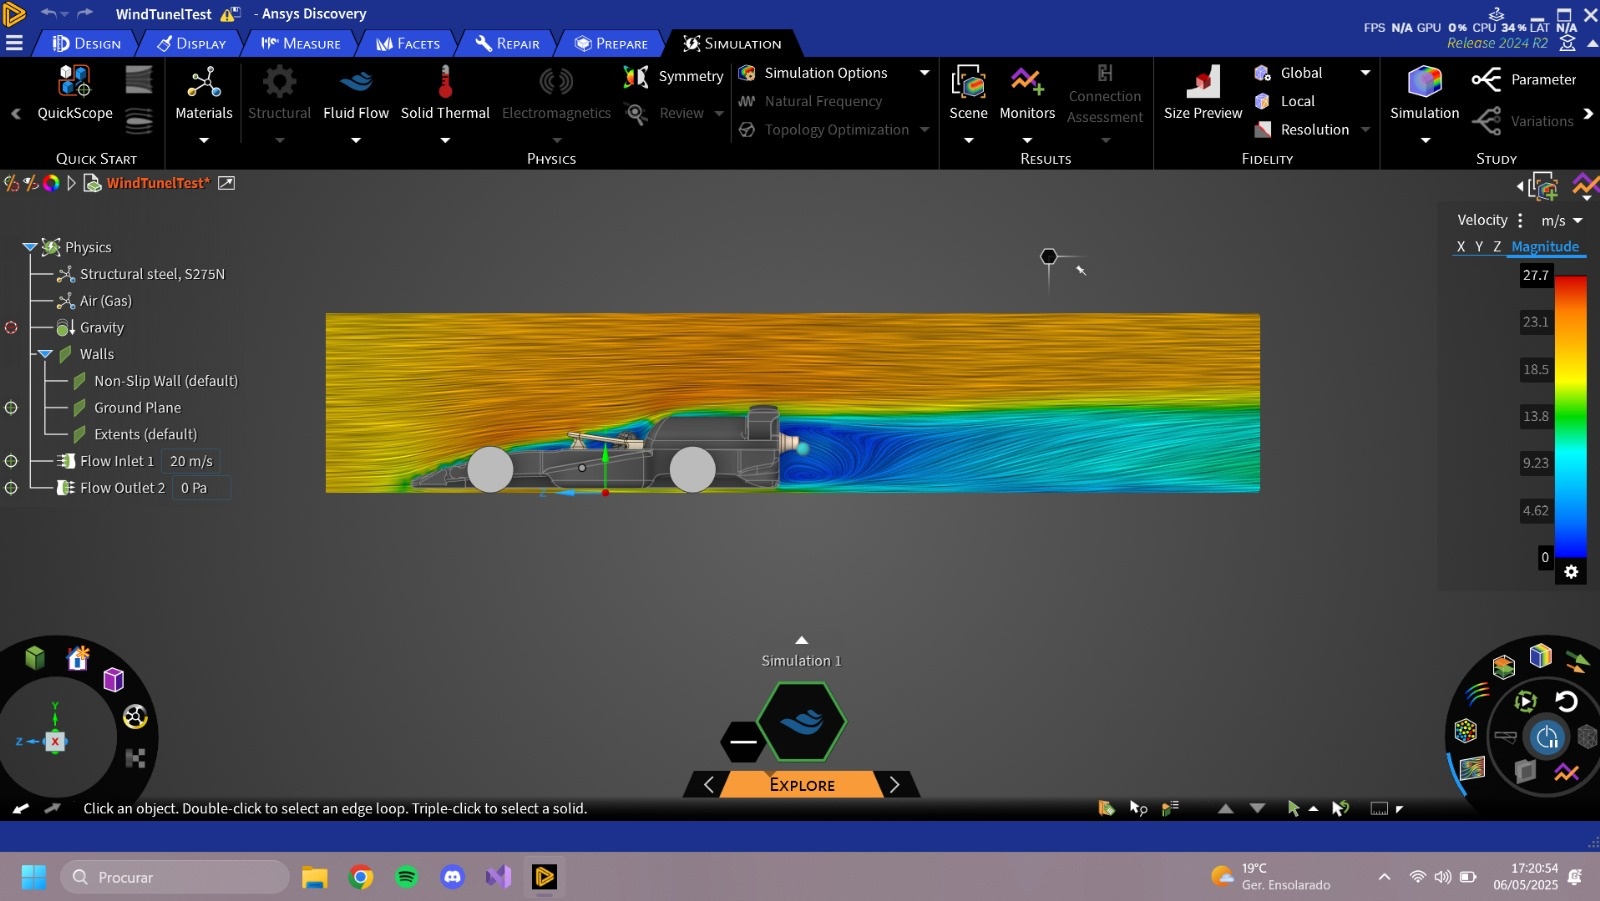 WindTunelTest - Ansys Discovery
FPS N/A GPU 0% CPU 34% LAT N/A
Release 2024 R2
Design Display Measure Facets Repair Prepare Simulation
QuickScope
Quick Start
Materials Structural Fluid Flow Solid Thermal Electromagnetics
Symmetry
Review
Simulation Options
Natural Frequency
Topology Optimization
Physics
Scene Monitors Connection Assessment
Results
Size Preview
Global
Local
Resolution
Fidelity
Simulation
Parameter
Variations
Study
WindTunelTest*
Physics
Structural steel, S275N
Air (Gas)
Gravity
Walls
Non-Slip Wall (default)
Ground Plane
Extents (default)
Flow Inlet 1 20 m/s
Flow Outlet 2 0 Pa
Z
Velocity m/s
X Y Z Magnitude
27.7
23.1
18.5
13.8
9.23
4.62
0
Simulation 1
Explore
Y
Z X
Click an object. Double-click to select an edge loop. Triple-click to select a solid.
Procurar
19°C
Ger. Ensolarado
17:20:54
06/05/2025